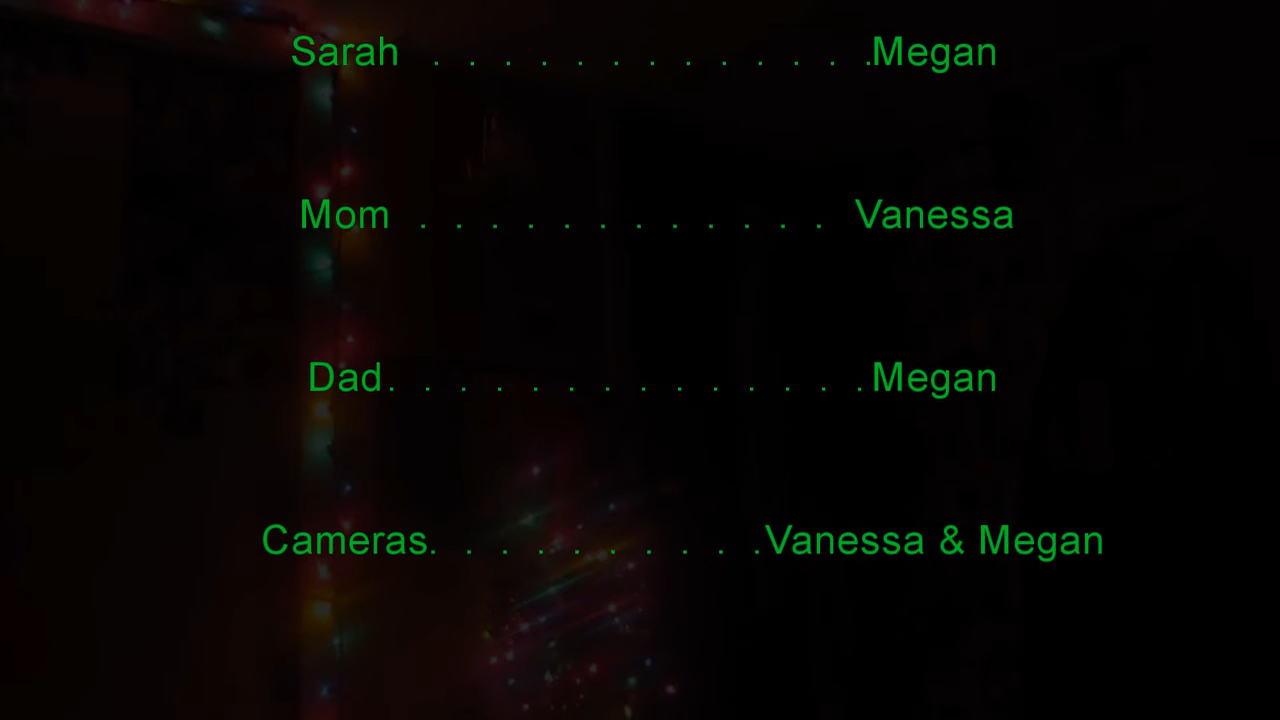 Sarah . . . . . . . . . . . . .Megan
Mom . . . . . . . . . . . . Vanessa
Dad. . . . . . . . . . . . . .Megan
Cameras. . . . . . . . . .Vanessa & Megan